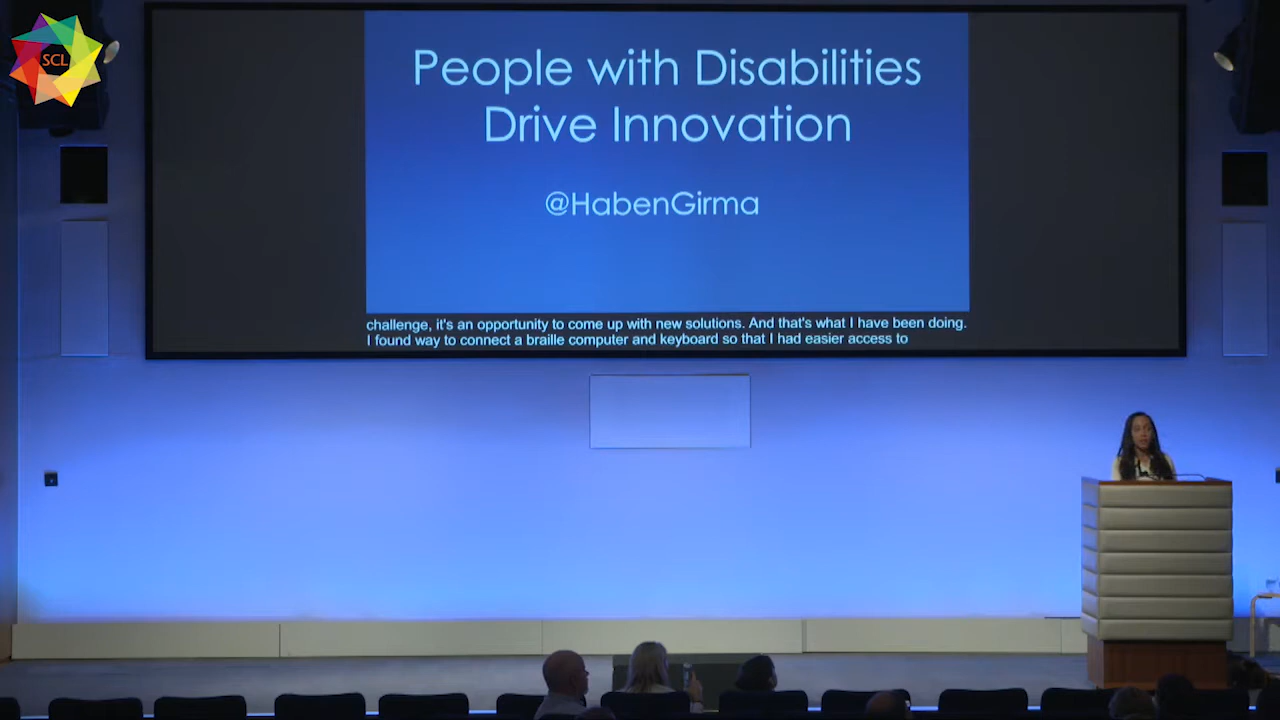 SCL
People with Disabilities
Drive Innovation
@HabenGirma
challenge, it's an opportunity to come up with new solutions. And that's what I have been doing.
I found way to connect a braille computer and keyboard so that I had easier access to